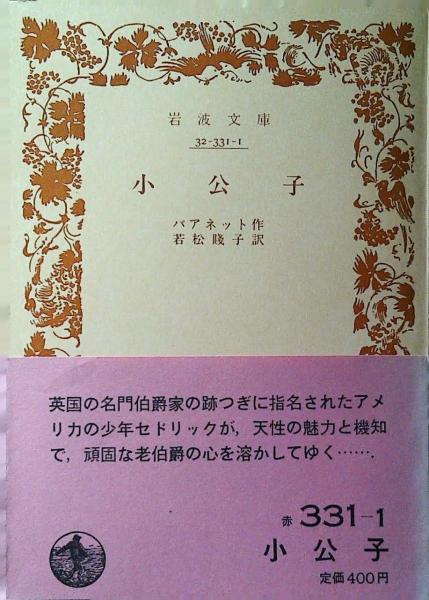 岩波文庫
32-331-1
小公子
バアネット作
若松賤子訳
英国の名門伯爵家の跡つぎに指名されたアメ
リカの少年セドリックが，天性の魅力と機知
で，頑固な老伯爵の心を溶かしてゆく…….
赤 331-1
小公子
定価400円